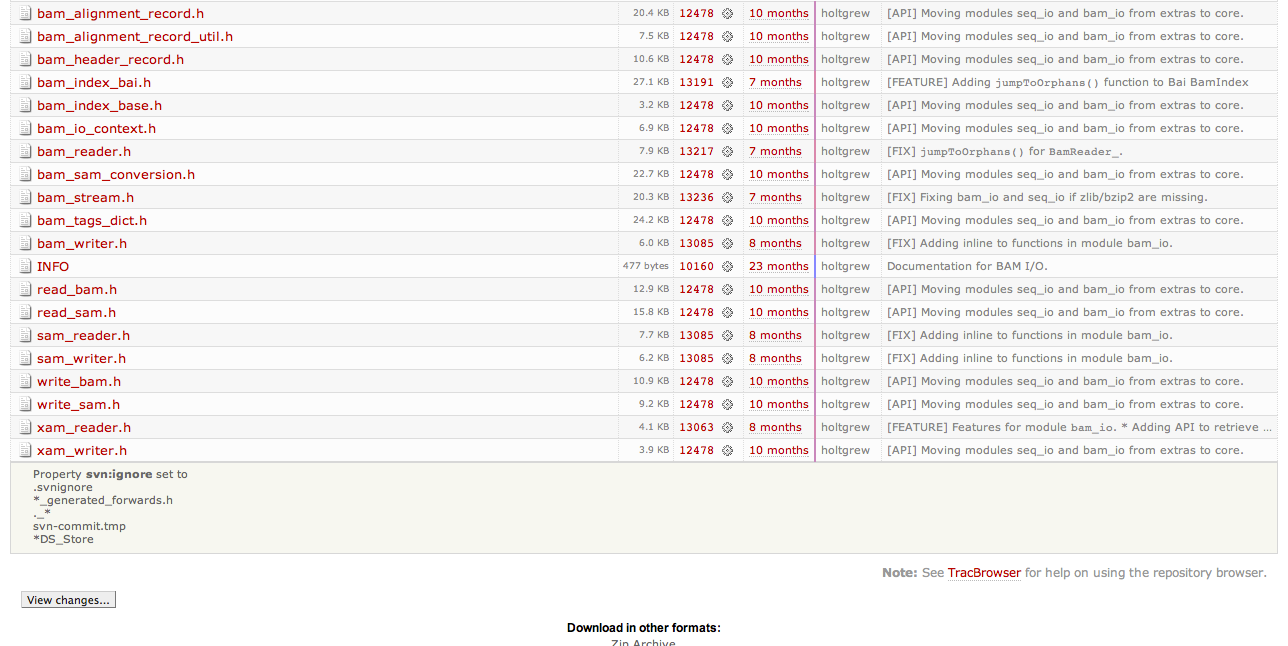 bam_alignment_record.h 20.4 KB 12478 10 months holtgrew [API] Moving modules seq_io and bam_io from extras to core.
bam_alignment_record_util.h 7.5 KB 12478 10 months holtgrew [API] Moving modules seq_io and bam_io from extras to core.
bam_header_record.h 10.6 KB 12478 10 months holtgrew [API] Moving modules seq_io and bam_io from extras to core.
bam_index_bai.h 27.1 KB 13191 7 months holtgrew [FEATURE] Adding jumpToOrphans() function to Bai BamIndex
bam_index_base.h 3.2 KB 12478 10 months holtgrew [API] Moving modules seq_io and bam_io from extras to core.
bam_io_context.h 6.9 KB 12478 10 months holtgrew [API] Moving modules seq_io and bam_io from extras to core.
bam_reader.h 7.9 KB 13217 7 months holtgrew [FIX] jumpToOrphans() for BamReader_.
bam_sam_conversion.h 22.7 KB 12478 10 months holtgrew [API] Moving modules seq_io and bam_io from extras to core.
bam_stream.h 20.3 KB 13236 7 months holtgrew [FIX] Fixing bam_io and seq_io if zlib/bzip2 are missing.
bam_tags_dict.h 24.2 KB 12478 10 months holtgrew [API] Moving modules seq_io and bam_io from extras to core.
bam_writer.h 6.0 KB 13085 8 months holtgrew [FIX] Adding inline to functions in module bam_io.
INFO 477 bytes 10160 23 months holtgrew Documentation for BAM I/O.
read_bam.h 12.9 KB 12478 10 months holtgrew [API] Moving modules seq_io and bam_io from extras to core.
read_sam.h 15.8 KB 12478 10 months holtgrew [API] Moving modules seq_io and bam_io from extras to core.
sam_reader.h 7.7 KB 13085 8 months holtgrew [FIX] Adding inline to functions in module bam_io.
sam_writer.h 6.2 KB 13085 8 months holtgrew [FIX] Adding inline to functions in module bam_io.
write_bam.h 10.9 KB 12478 10 months holtgrew [API] Moving modules seq_io and bam_io from extras to core.
write_sam.h 9.2 KB 12478 10 months holtgrew [API] Moving modules seq_io and bam_io from extras to core.
xam_reader.h 4.1 KB 13063 8 months holtgrew [FEATURE] Features for module bam_io. * Adding API to retrieve ...
xam_writer.h 3.9 KB 12478 10 months holtgrew [API] Moving modules seq_io and bam_io from extras to core.
Property svn:ignore set to
.svnignore
*_generated_forwards.h
._*
svn-commit.tmp
*DS_Store
Note: See TracBrowser for help on using the repository browser.
View changes...
Download in other formats:
Zip Archive